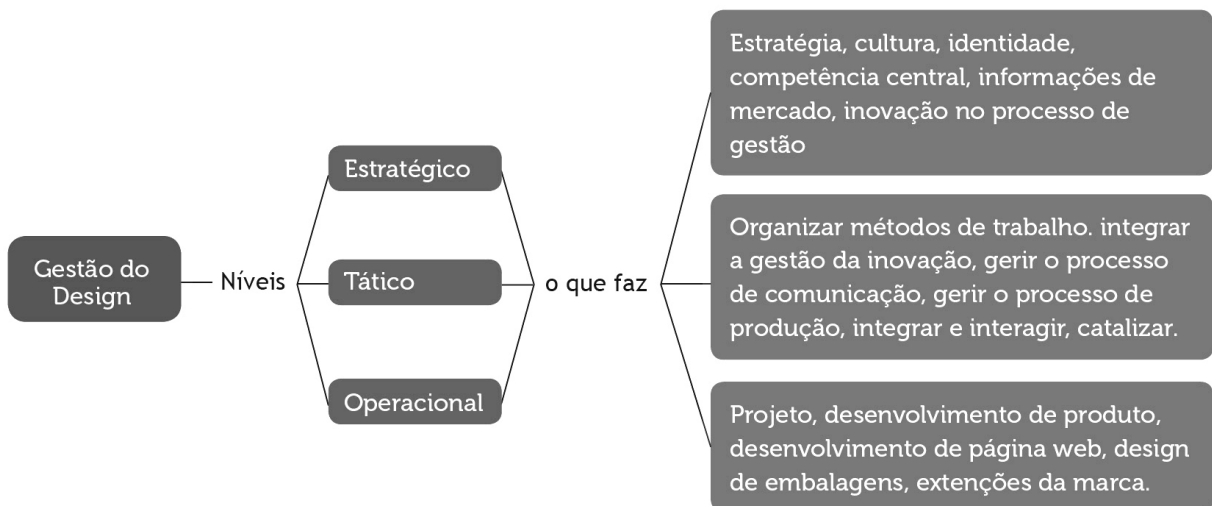 Gestão do
Design
Níveis
Estratégico
Tático
Operacional
o que faz
Estratégia, cultura, identidade,
competência central, informações de
mercado, inovação no processo de
gestão
Organizar métodos de trabalho. integrar
a gestão da inovação, gerir o processo
de comunicação, gerir o processo de
produção, integrar e interagir, catalizar.
Projeto, desenvolvimento de produto,
desenvolvimento de página web, design
de embalagens, extenções da marca.